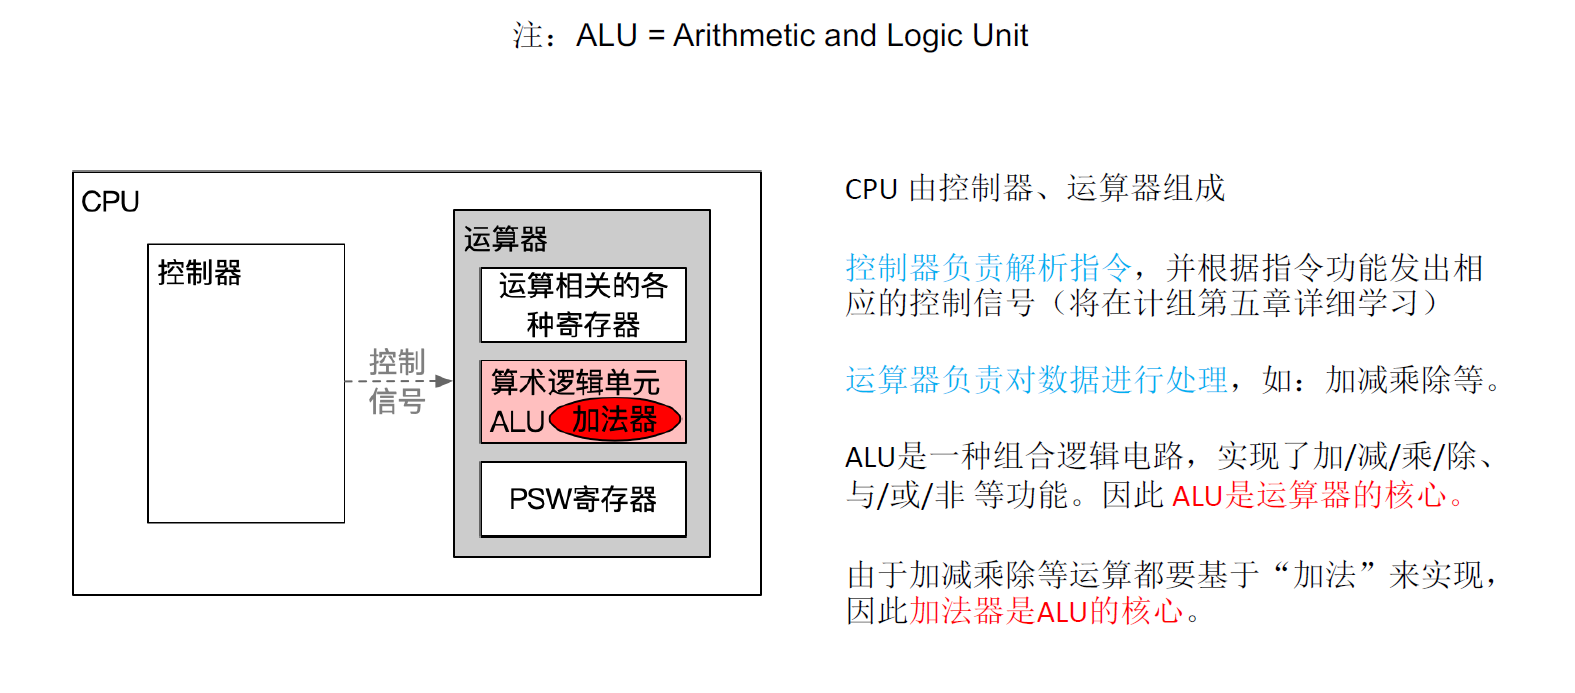 注：ALU = Arithmetic and Logic Unit
CPU
控制器
控制
信号
运算器
运算相关的各
种寄存器
算术逻辑单元
ALU 加法器
PSW寄存器
CPU 由控制器、运算器组成
控制器负责解析指令，并根据指令功能发出相
应的控制信号（将在计组第五章详细学习）
运算器负责对数据进行处理，如：加减乘除等。
ALU是一种组合逻辑电路，实现了加/减/乘/除、
与/或/非 等功能。因此 ALU是运算器的核心。
由于加减乘除等运算都要基于“加法”来实现，
因此加法器是ALU的核心。